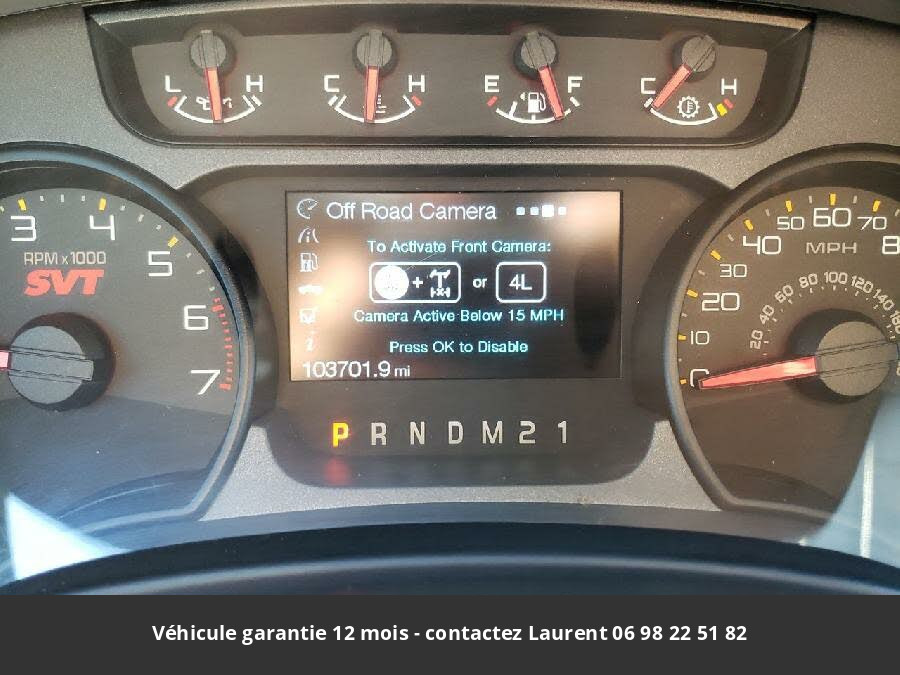 L H C H E F C H
Off Road Camera
To Activate Front Camera:
+ or 4L
Camera Active Below 15 MPH
Press OK to Disable
103701.9 mi
P R N D M 2 1
3 4 5 6 7
RPM x 1000
SVT
10 20 30 40 50 60 70 8
MPH
20 40 60 80 100 120 140
Véhicule garantie 12 mois - contactez Laurent 06 98 22 51 82